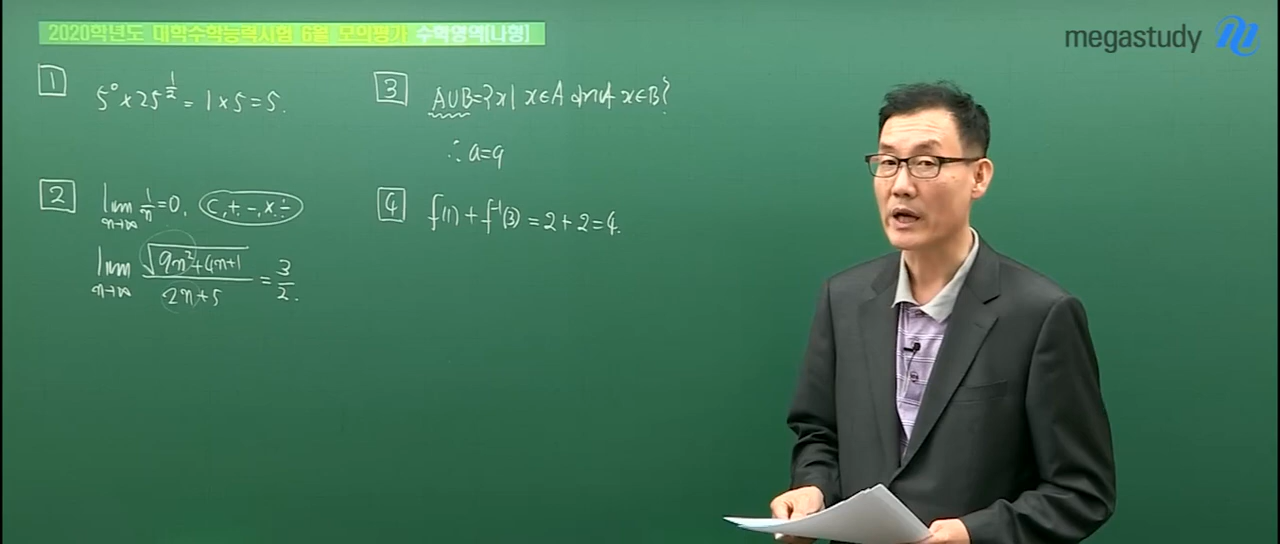 2020학년도 대학수학능력시험 6월 모의평가 수학영역[나형]
megastudy
1
5⁰×25^{1/2} = 1×5 = 5.
2
lim_{n→∞} 1/n = 0. C, +, -, ×, ÷
lim_{n→∞} √(9n²+4n+1) / (2n+5) = 3/2.
3
A∪B={x| x∈A and x∈B}
∴ a=9
4
f(1) + f⁻¹(3) = 2+2 = 4.